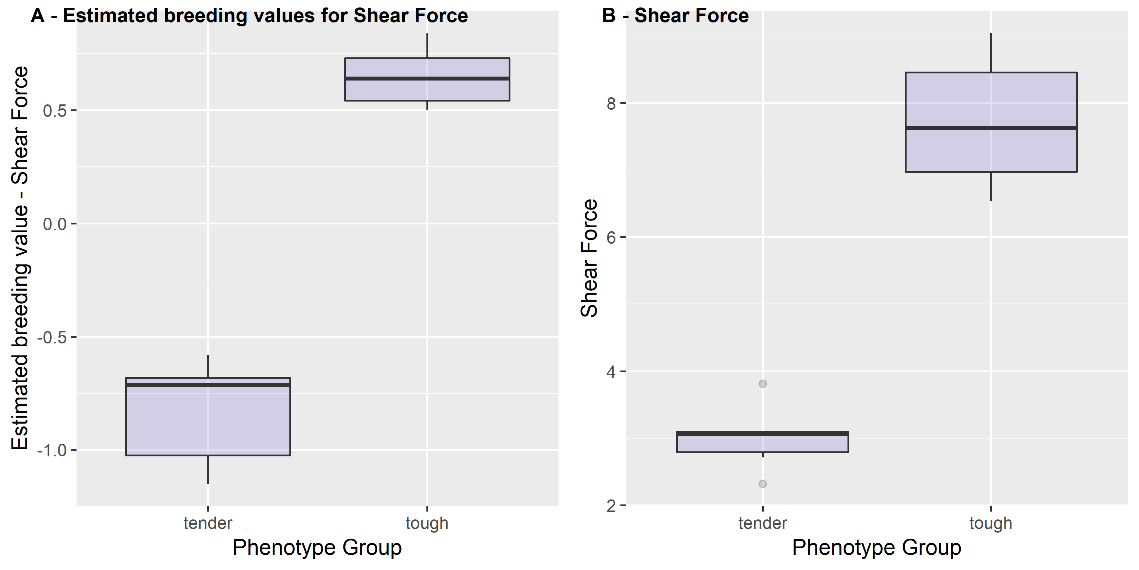 A - Estimated breeding values for Shear Force
Estimated breeding value - Shear Force
0.5
0.0
-0.5
-1.0
tender
tough
Phenotype Group
B - Shear Force
Shear Force
8
6
4
2
tender
tough
Phenotype Group